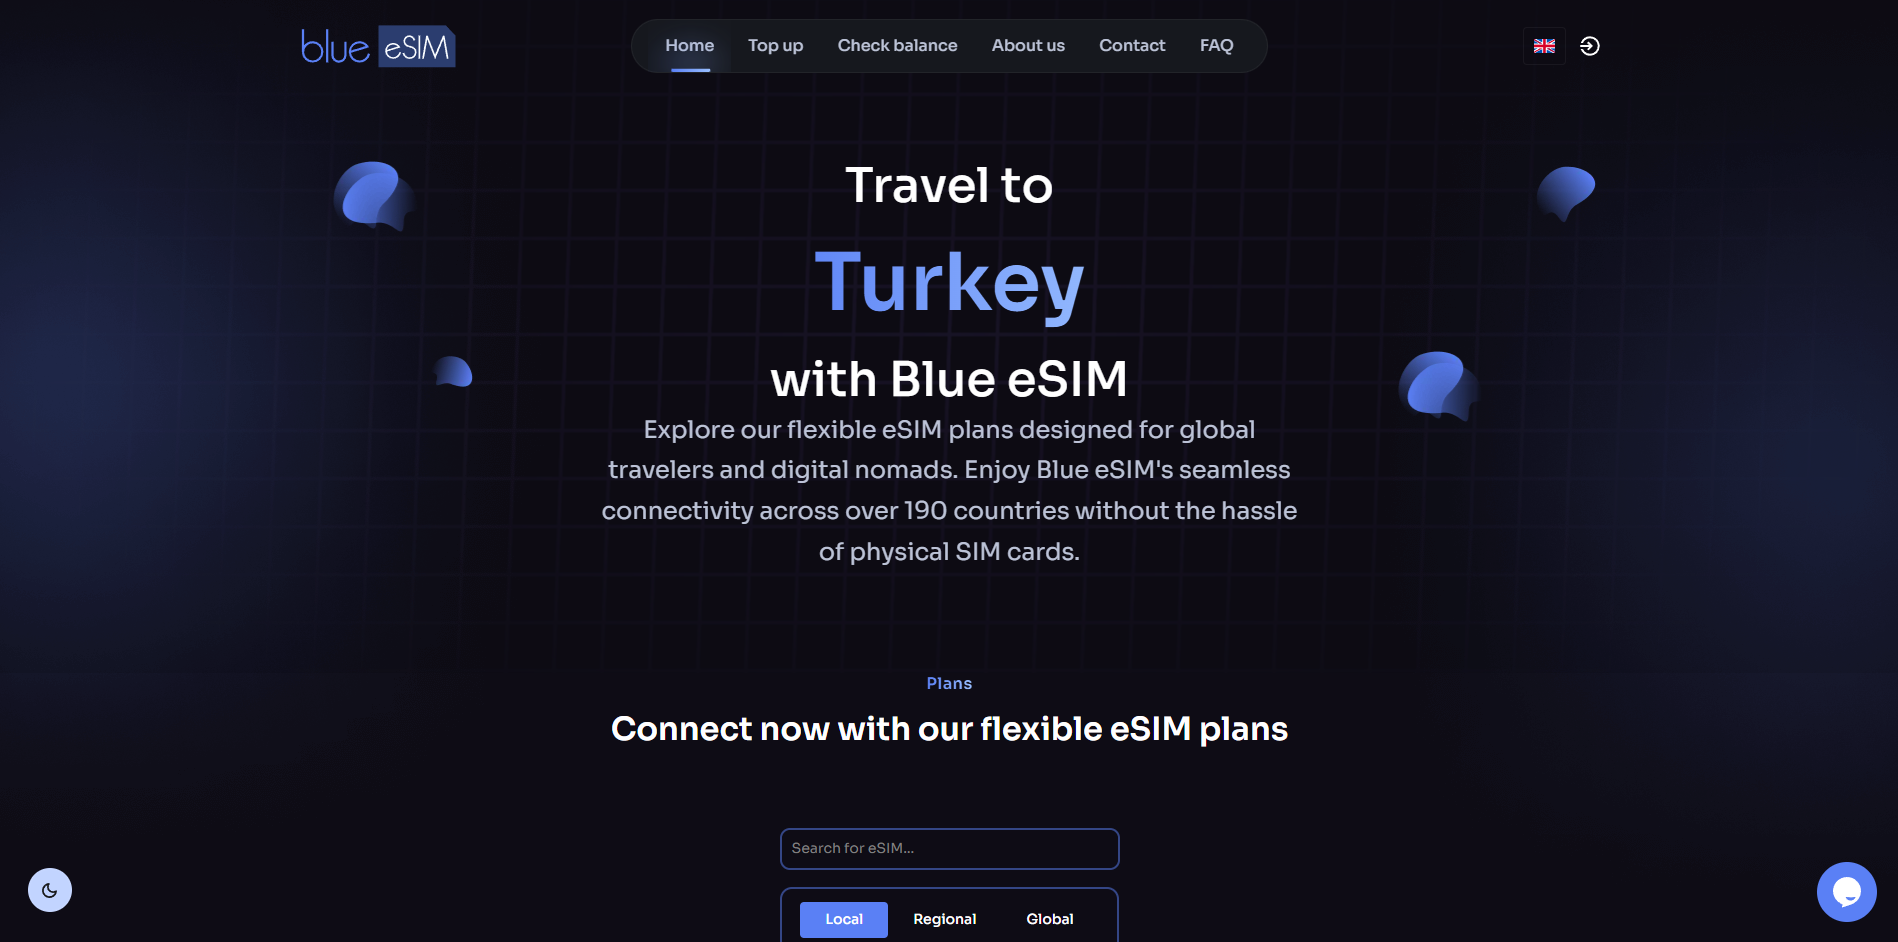 blue eSIM
Home Top up Check balance About us Contact FAQ
Travel to
Turkey
with Blue eSIM
Explore our flexible eSIM plans designed for global
travelers and digital nomads. Enjoy Blue eSIM's seamless
connectivity across over 190 countries without the hassle
of physical SIM cards.
Plans
Connect now with our flexible eSIM plans
Search for eSIM...
Local Regional Global